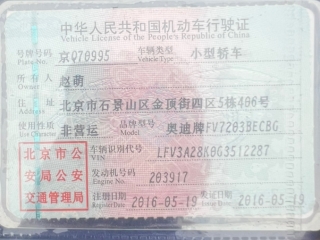 中华人民共和国机动车行驶证
Vehicle License of the People's Republic of China
号牌号码 京Q70995 车辆类型 小型轿车
Plate No. Vehicle Type
所有人 赵萌
Owner
住址 北京市石景山区金顶街四区5栋406号
Address
使用性质 非营运 品牌型号 奥迪牌FV7203BECBG
Use Character Model
北京市公安局公安交通管理局
车辆识别代号 LFV3A28K0G3512287
VIN
发动机号码 203917
Engine No.
注册日期 2016-05-19 发证日期 2016-05-19
Register Date Issue Date